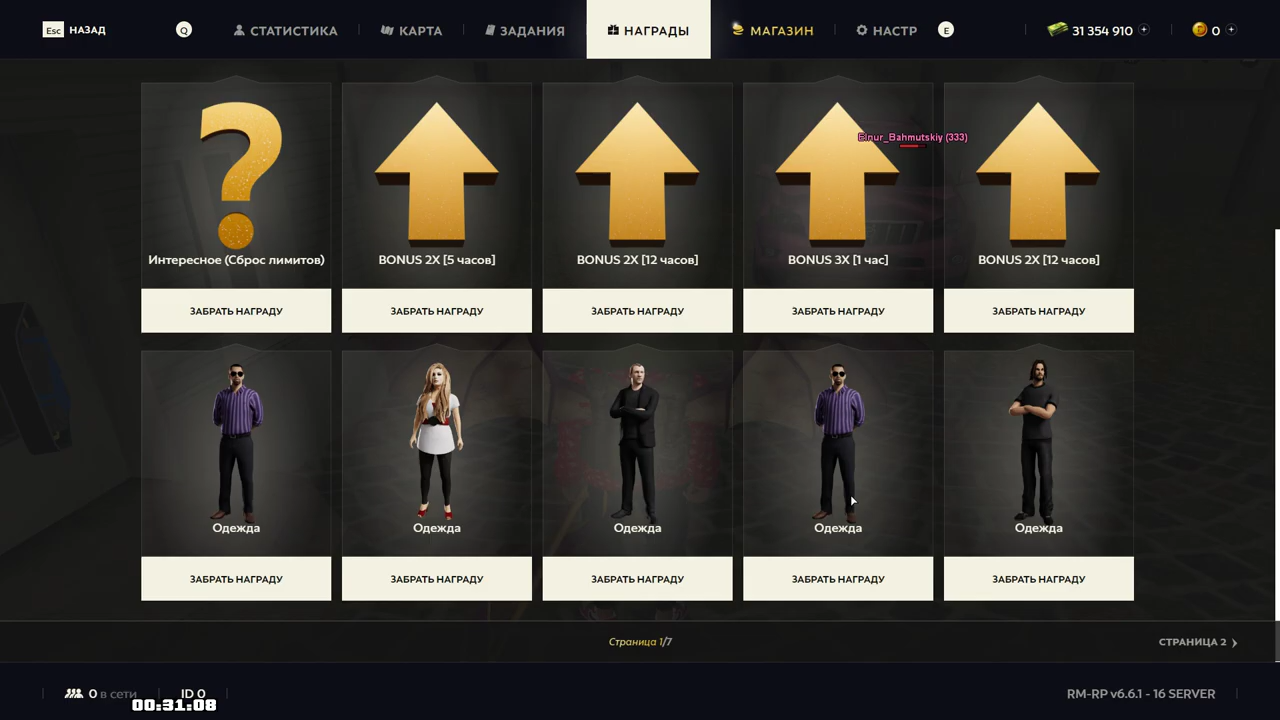 Esc НАЗАД
Q
СТАТИСТИКА
КАРТА
ЗАДАНИЯ
НАГРАДЫ
МАГАЗИН
НАСТР
E
31 354 910
0
Elnur_Bahmutskiy (333)
Интересное (Сброс лимитов)
BONUS 2X [5 часов]
BONUS 2X [12 часов]
BONUS 3X [1 час]
BONUS 2X [12 часов]
ЗАБРАТЬ НАГРАДУ
ЗАБРАТЬ НАГРАДУ
ЗАБРАТЬ НАГРАДУ
ЗАБРАТЬ НАГРАДУ
ЗАБРАТЬ НАГРАДУ
Одежда
Одежда
Одежда
Одежда
Одежда
ЗАБРАТЬ НАГРАДУ
ЗАБРАТЬ НАГРАДУ
ЗАБРАТЬ НАГРАДУ
ЗАБРАТЬ НАГРАДУ
ЗАБРАТЬ НАГРАДУ
Страница 1/7
СТРАНИЦА 2
0 в сети
ID 0
00:31:08
RM-RP v6.6.1 - 16 SERVER